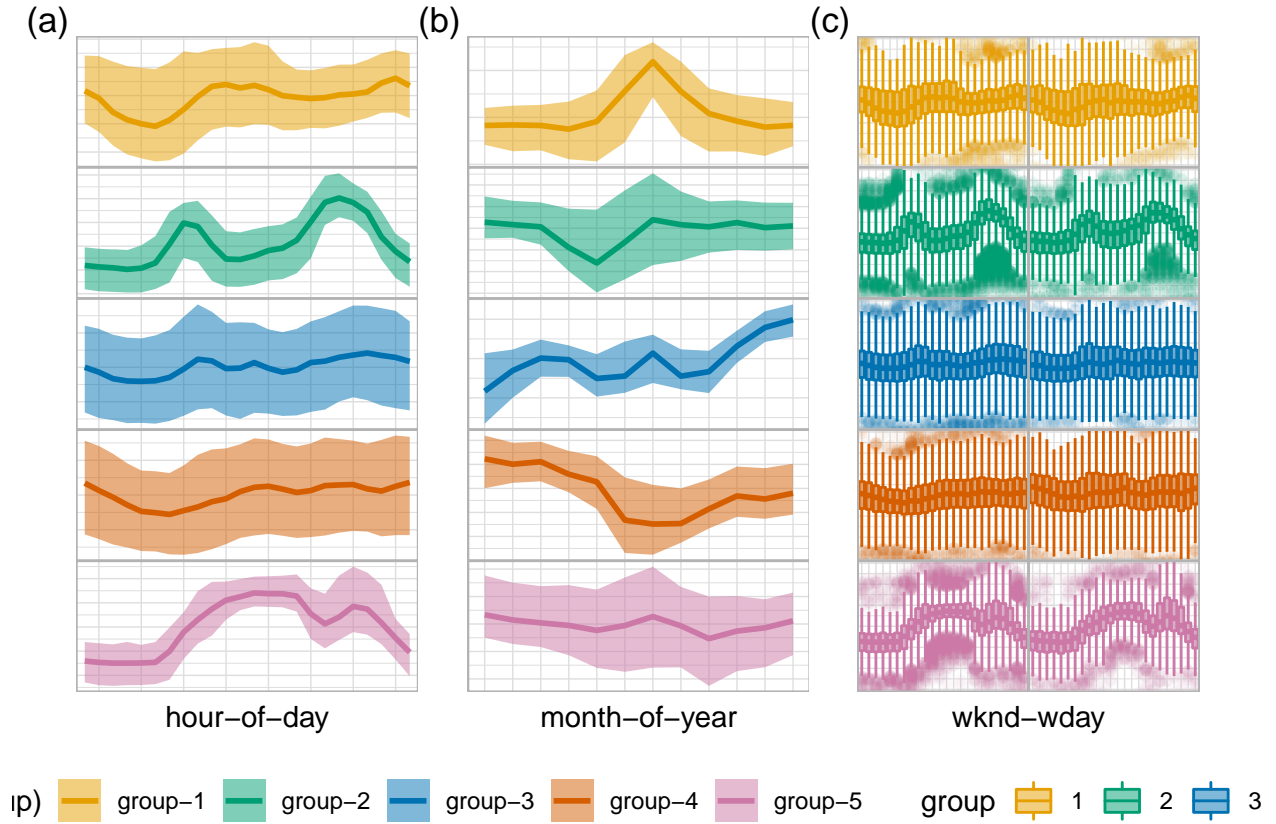 (a) (b) (c)
hour−of−day month−of−year wknd−wday
up) group−1 group−2 group−3 group−4 group−5 group 1 2 3